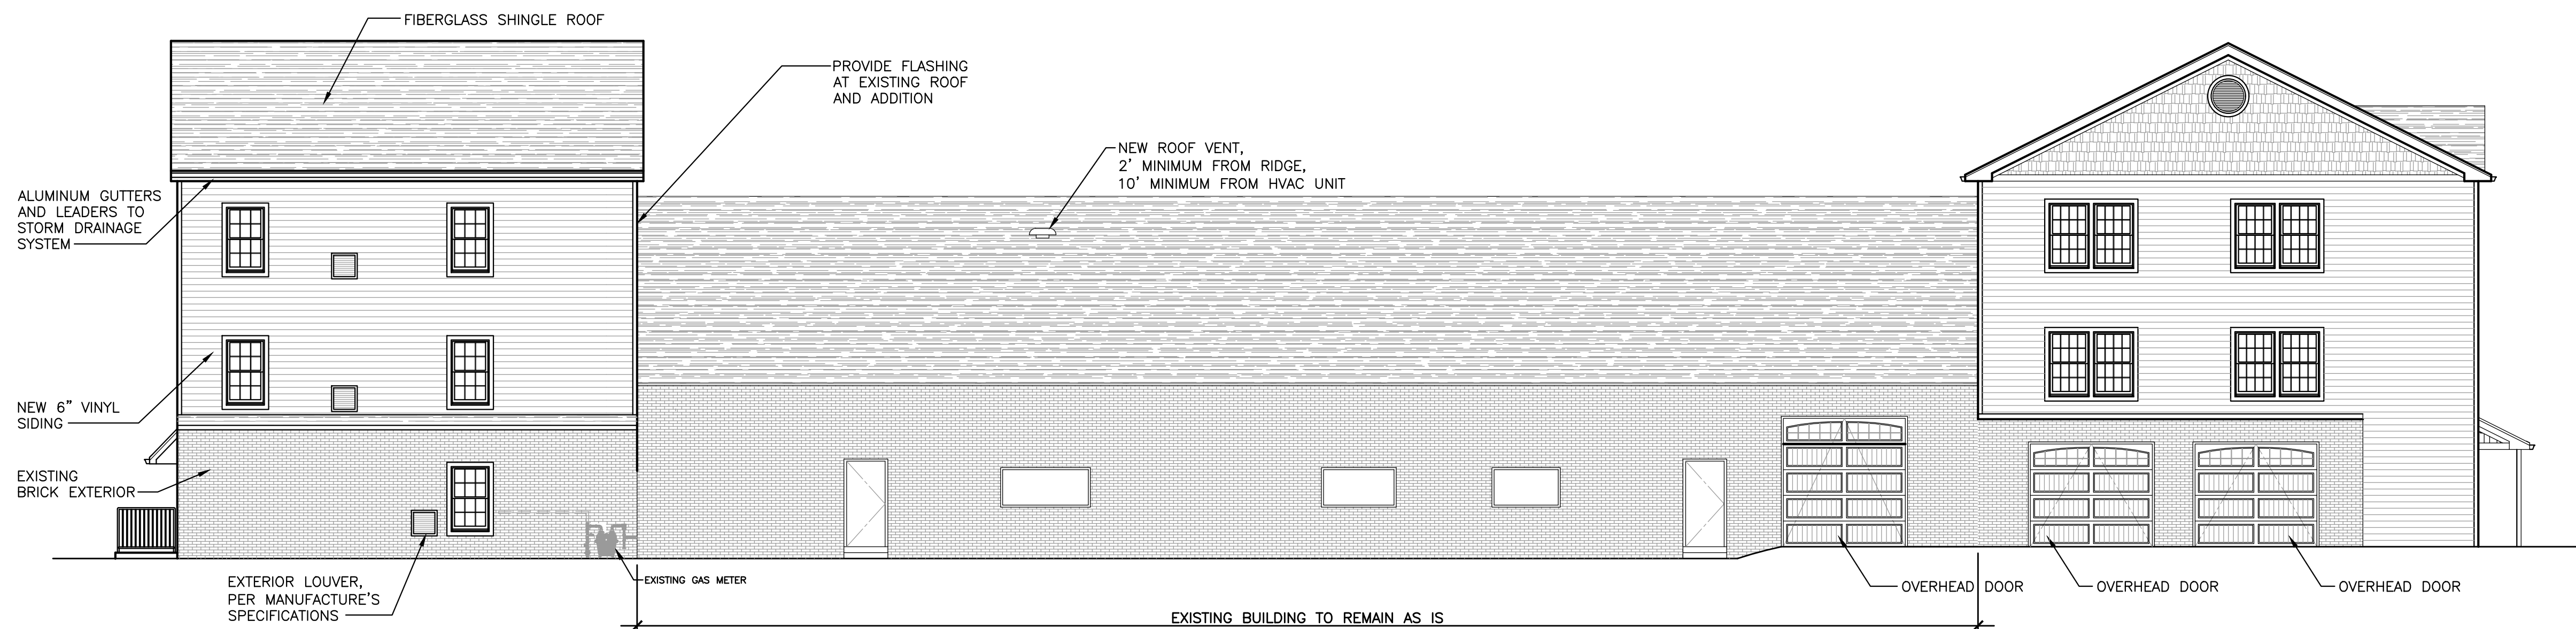 FIBERGLASS SHINGLE ROOF
PROVIDE FLASHING
AT EXISTING ROOF
AND ADDITION
NEW ROOF VENT,
2' MINIMUM FROM RIDGE,
10' MINIMUM FROM HVAC UNIT
ALUMINUM GUTTERS
AND LEADERS TO
STORM DRAINAGE
SYSTEM
NEW 6" VINYL
SIDING
EXISTING
BRICK EXTERIOR
EXTERIOR LOUVER,
PER MANUFACTURE'S
SPECIFICATIONS
EXISTING GAS METER
EXISTING BUILDING TO REMAIN AS IS
OVERHEAD DOOR
OVERHEAD DOOR
OVERHEAD DOOR